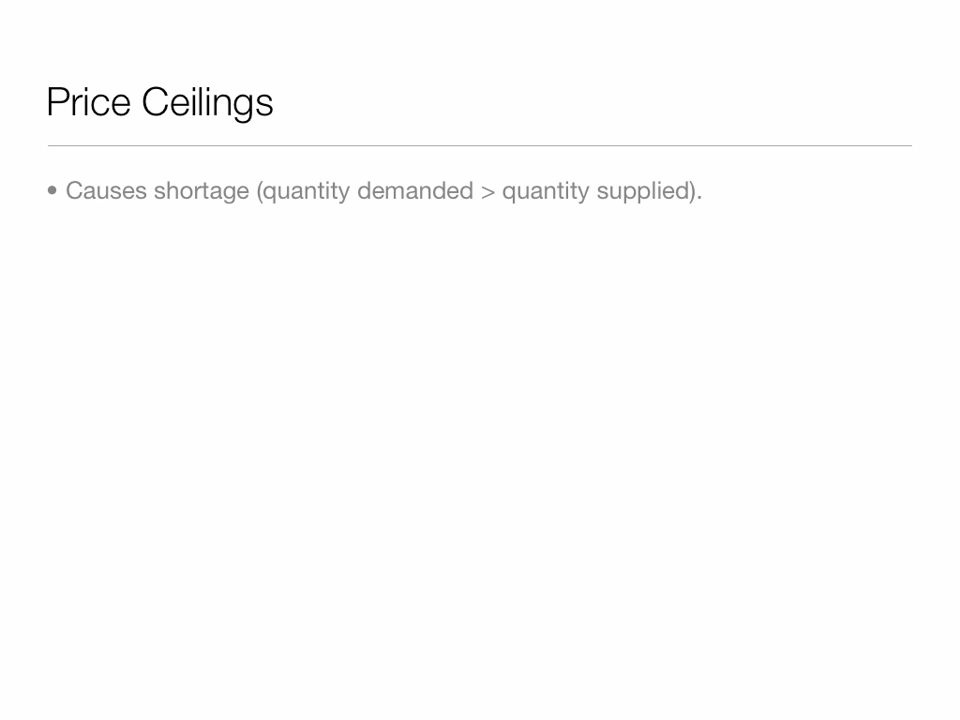 Price Ceilings
• Causes shortage (quantity demanded > quantity supplied).